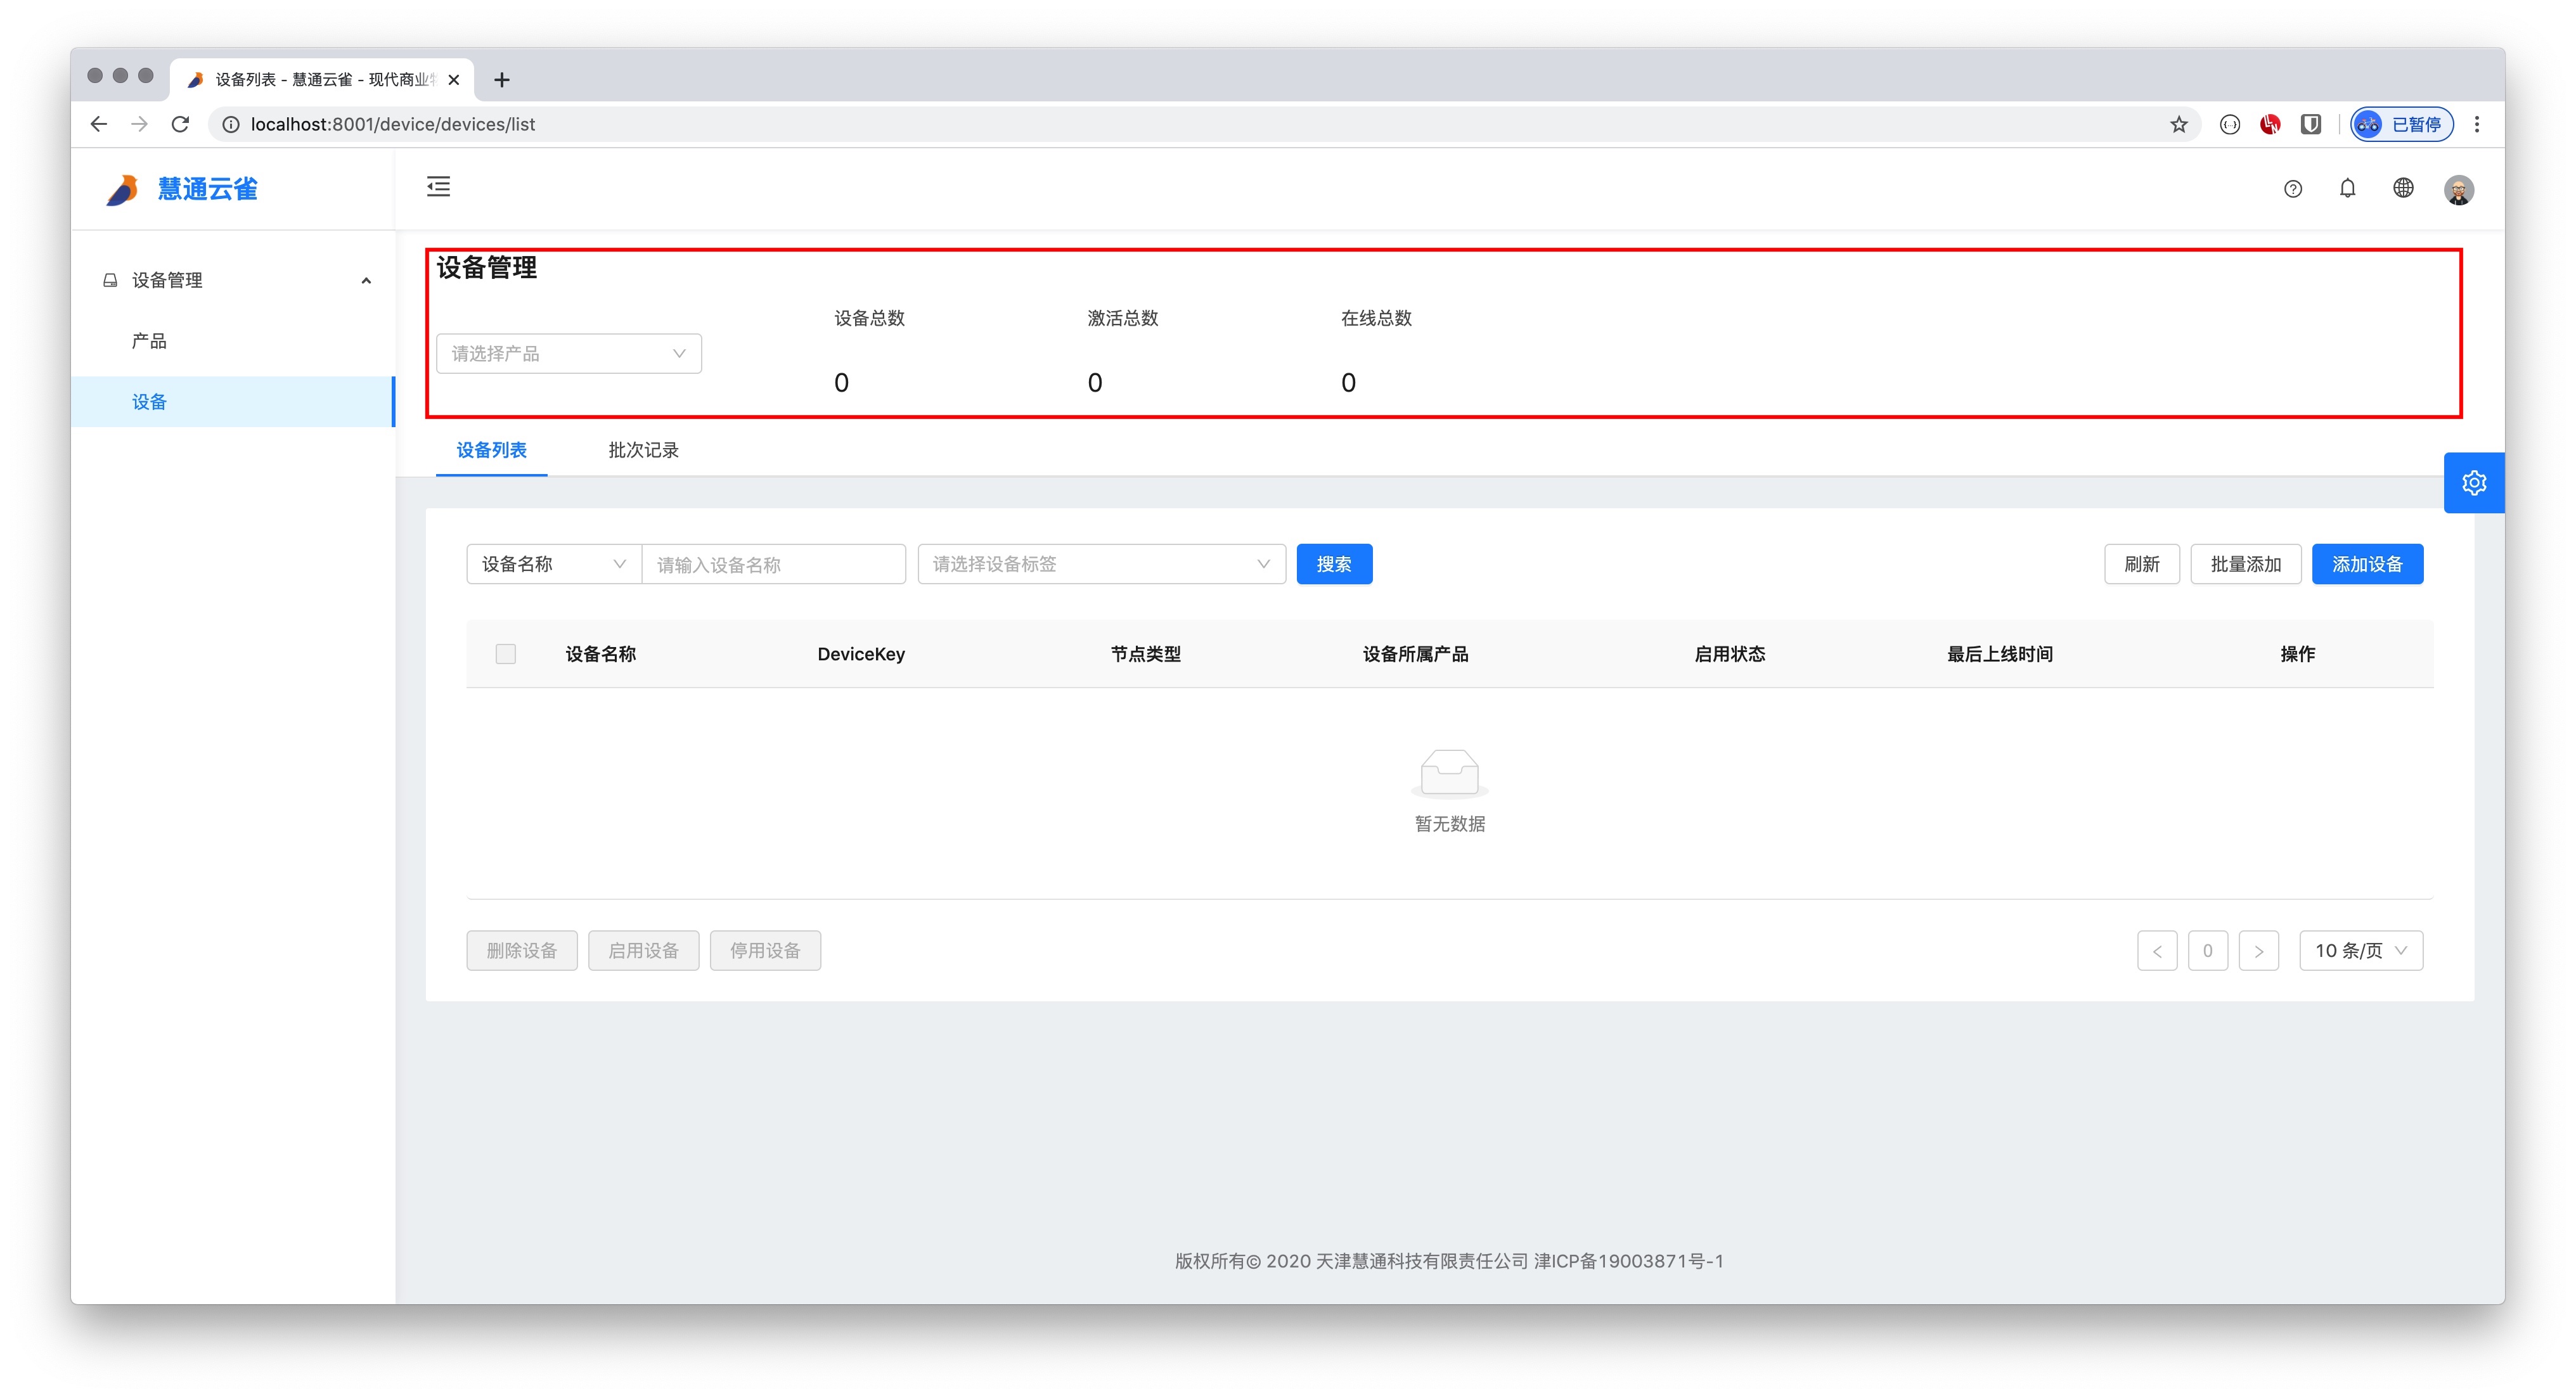 设备列表 - 慧通云雀 - 现代商业
localhost:8001/device/devices/list
已暂停
慧通云雀
设备管理
产品
设备
设备管理
请选择产品
设备总数
激活总数
在线总数
0
0
0
设备列表
批次记录
设备名称
请输入设备名称
请选择设备标签
搜索
刷新
批量添加
添加设备
设备名称
DeviceKey
节点类型
设备所属产品
启用状态
最后上线时间
操作
暂无数据
删除设备
启用设备
停用设备
<
0
>
10 条/页
版权所有© 2020 天津慧通科技有限责任公司 津ICP备19003871号-1